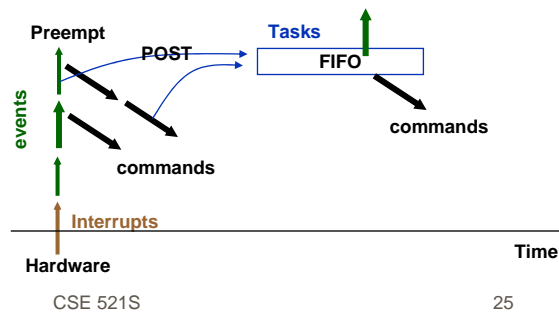 Preempt
Tasks
POST
FIFO
events
commands
commands
Interrupts
Time
Hardware
CSE 521S
25